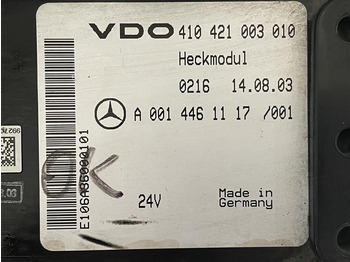 VDO 410 421 003 010
Heckmodul
0216 14.08.03
A 001 446 11 17 /001
OK
24V
Made in
Germany